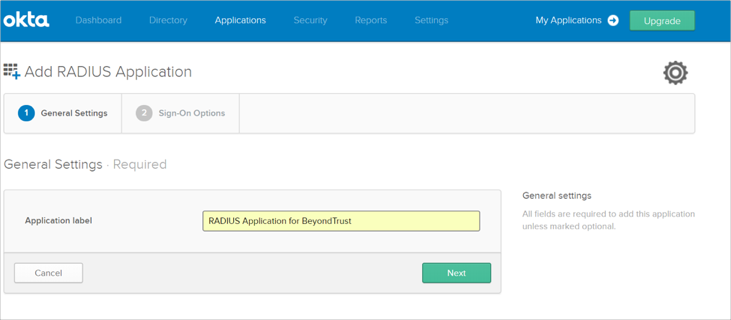 okta Dashboard Directory Applications Security Reports Settings My Applications Upgrade
Add RADIUS Application
1 General Settings 2 Sign-On Options
General Settings · Required
Application label RADIUS Application for BeyondTrust
Cancel Next
General settings
All fields are required to add this application
unless marked optional.